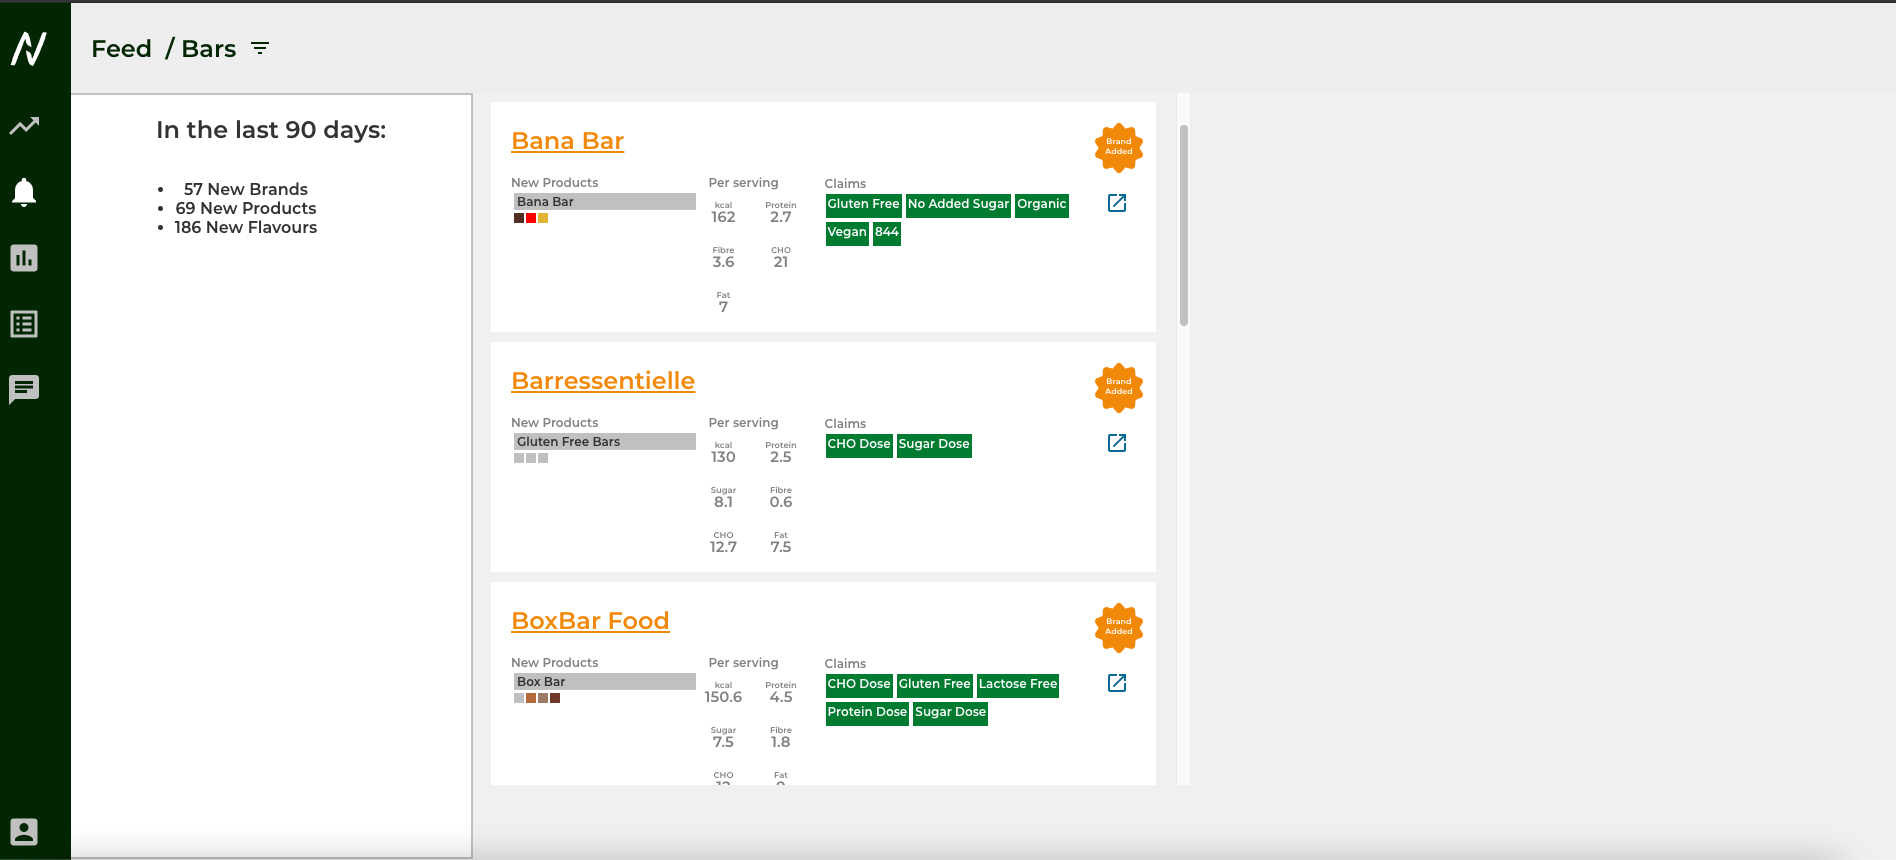 Feed / Bars
In the last 90 days:
57 New Brands
69 New Products
186 New Flavours
Bana Bar
Brand
Added
New Products
Per serving
Claims
Bana Bar
kcal
Protein
162
2.7
Gluten Free
No Added Sugar
Organic
Vegan
844
Fibre
CHO
3.6
21
Fat
7
Barressentielle
Brand
Added
New Products
Per serving
Claims
Gluten Free Bars
kcal
Protein
130
2.5
CHO Dose
Sugar Dose
Sugar
Fibre
8.1
0.6
CHO
Fat
12.7
7.5
BoxBar Food
Brand
Added
New Products
Per serving
Claims
Box Bar
kcal
Protein
150.6
4.5
CHO Dose
Gluten Free
Lactose Free
Protein Dose
Sugar Dose
Sugar
Fibre
7.5
1.8
CHO
Fat